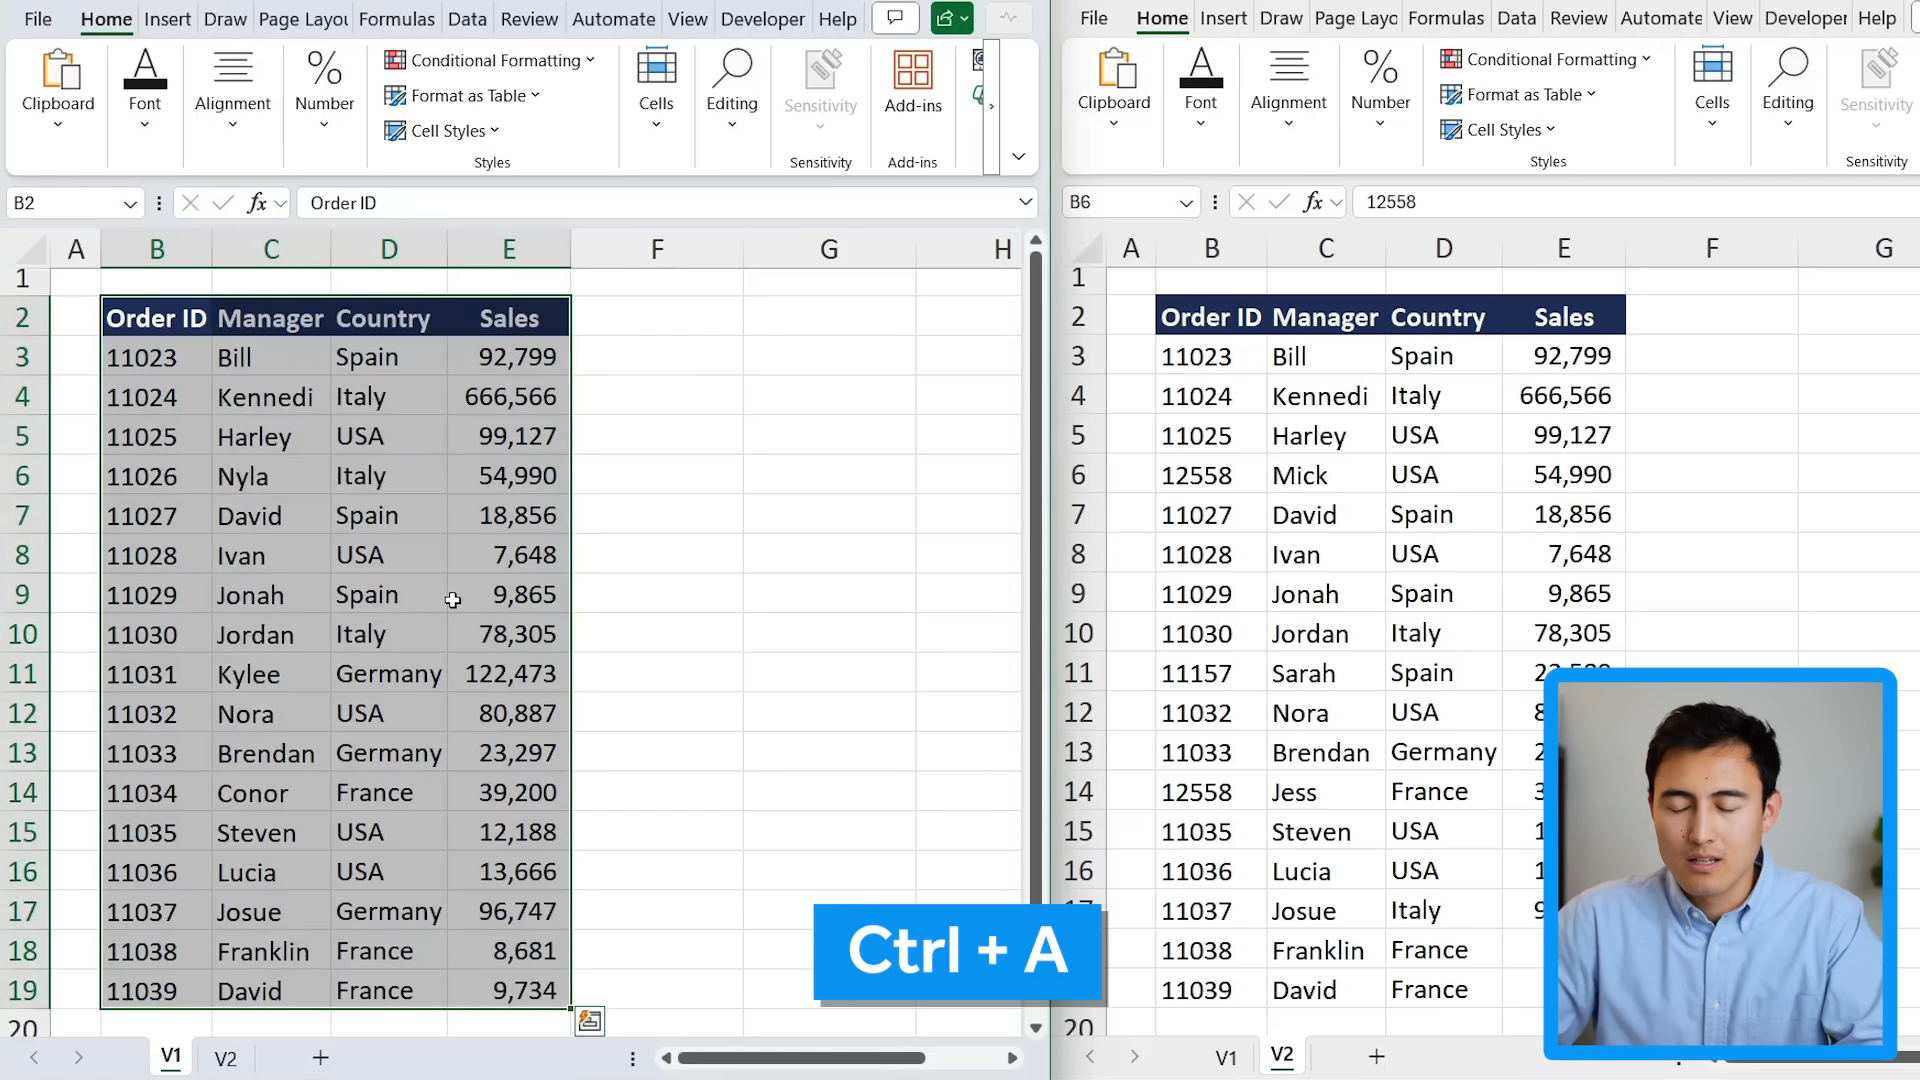 File Home Insert Draw Page Layou Formulas Data Review Automate View Developer Help
Clipboard Font Alignment Number
Conditional Formatting
Format as Table
Cell Styles
Styles
Cells Editing Sensitivity Add-ins
Sensitivity Add-ins
B2 fx Order ID
A B C D E F G H
1
2 Order ID Manager Country Sales
3 11023 Bill Spain 92,799
4 11024 Kennedi Italy 666,566
5 11025 Harley USA 99,127
6 11026 Nyla Italy 54,990
7 11027 David Spain 18,856
8 11028 Ivan USA 7,648
9 11029 Jonah Spain 9,865
10 11030 Jordan Italy 78,305
11 11031 Kylee Germany 122,473
12 11032 Nora USA 80,887
13 11033 Brendan Germany 23,297
14 11034 Conor France 39,200
15 11035 Steven USA 12,188
16 11036 Lucia USA 13,666
17 11037 Josue Germany 96,747
18 11038 Franklin France 8,681
19 11039 David France 9,734
20
V1 V2
Ctrl + A
File Home Insert Draw Page Layc Formulas Data Review Automate View Developer Help
Clipboard Font Alignment Number
Conditional Formatting
Format as Table
Cell Styles
Styles
Cells Editing Sensitivity
Sensitivity
B6 fx 12558
A B C D E F G
1
2 Order ID Manager Country Sales
3 11023 Bill Spain 92,799
4 11024 Kennedi Italy 666,566
5 11025 Harley USA 99,127
6 12558 Mick USA 54,990
7 11027 David Spain 18,856
8 11028 Ivan USA 7,648
9 11029 Jonah Spain 9,865
10 11030 Jordan Italy 78,305
11 11157 Sarah Spain
12 11032 Nora USA
13 11033 Brendan Germany
14 12558 Jess France
15 11035 Steven USA
16 11036 Lucia USA
17 11037 Josue Italy
18 11038 Franklin France
19 11039 David France
20
V1 V2